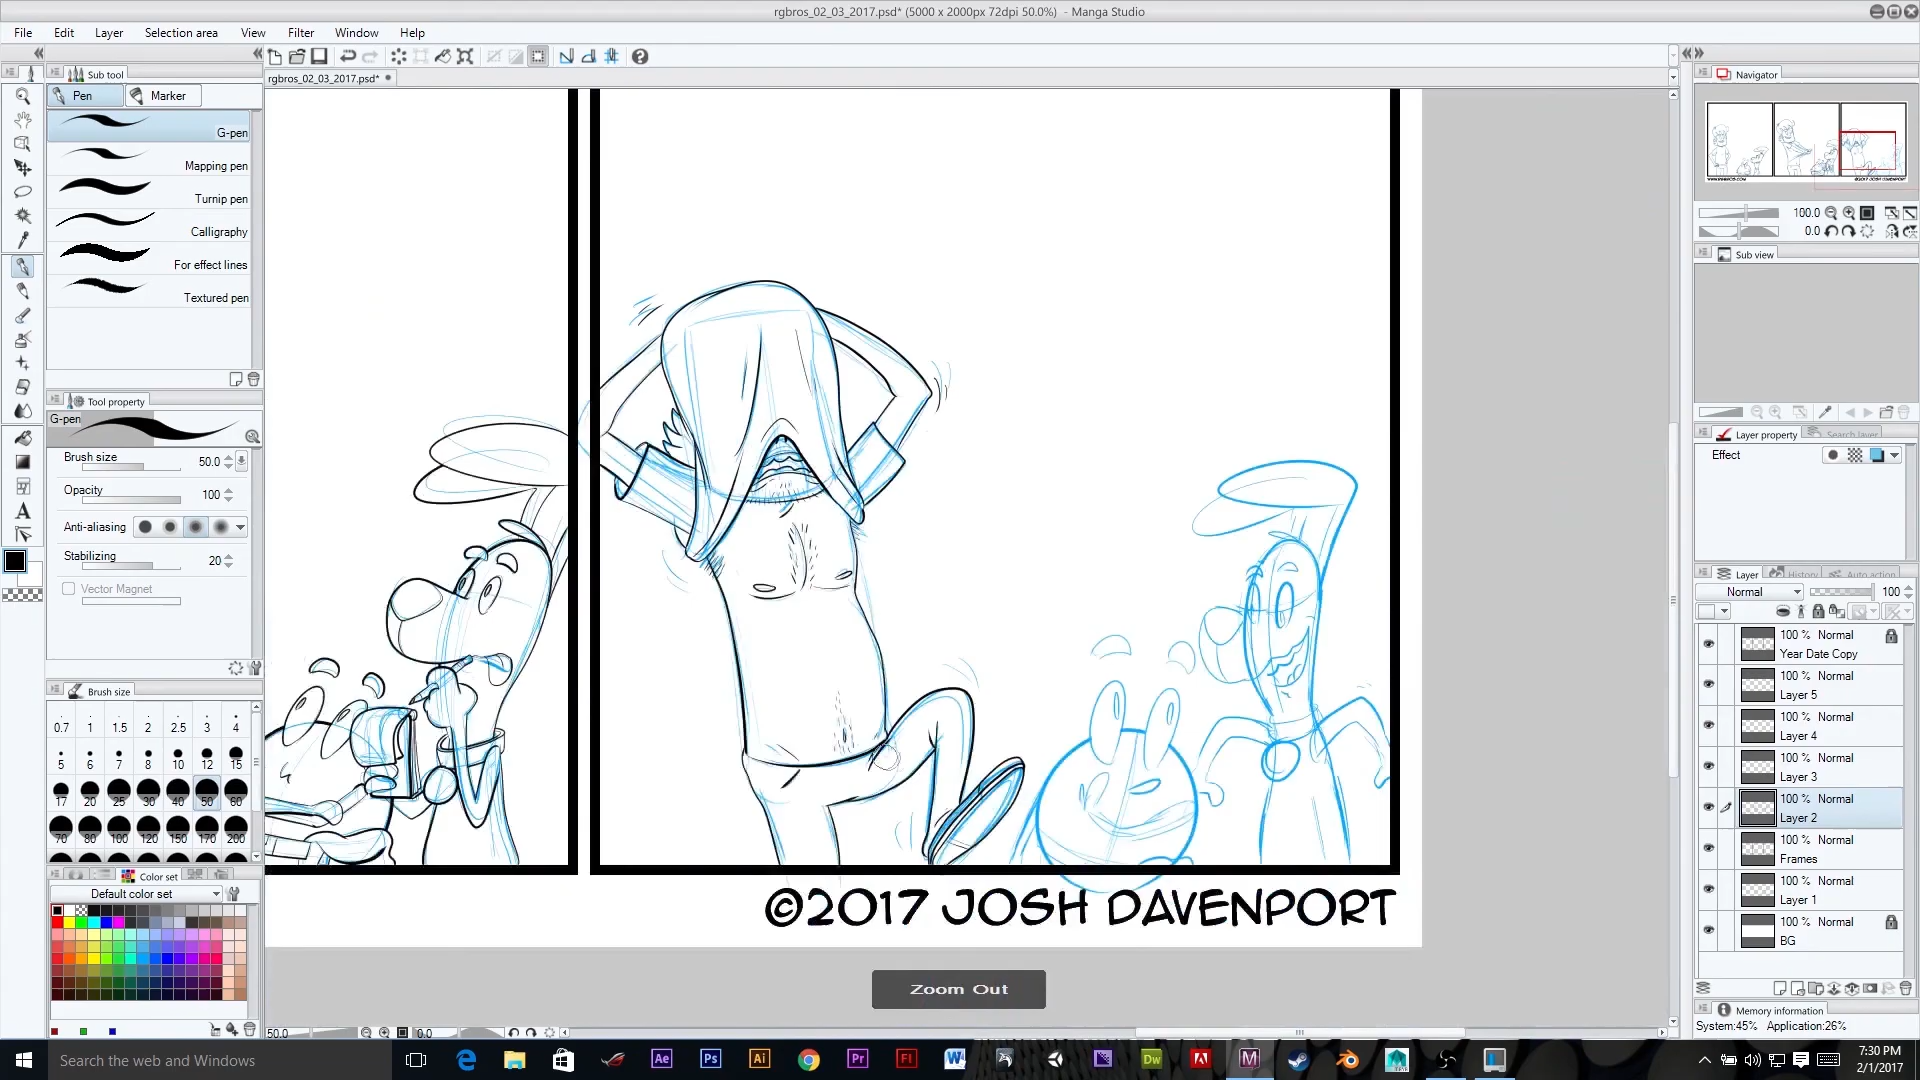 rgbros_02_03_2017.psd* (5000 x 2000px 72dpi 50.0%)  - Manga Studio
File Edit Layer Selection area View Filter Window Help
Sub tool
rgbros_02_03_2017.psd*
Pen Marker
G-pen
Mapping pen
Turnip pen
Calligraphy
For effect lines
Textured pen
Tool property
G-pen
Brush size 50.0
Opacity 100
Anti-aliasing
Stabilizing 20
Vector Magnet
Brush size
0.7 1 1.5 2 2.5 3 4
5 6 7 8 10 12 15
17 20 25 30 40 50 60
70 80 100 120 150 170 200
Color set
Default color set
©2017 JOSH DAVENPORT
Zoom Out
50.0 0.0
Navigator
100.0
0.0
Sub view
Layer property Search layer
Effect
Layer History Auto action
Normal 100
100 % Normal
Year Date Copy
100 % Normal
Layer 5
100 % Normal
Layer 4
100 % Normal
Layer 3
100 % Normal
Layer 2
100 % Normal
Frames
100 % Normal
Layer 1
100 % Normal
BG
Memory information
System:45% Application:26%
Search the web and Windows
Ae Ps Ai Pr Fl Dw M
7:30 PM
2/1/2017